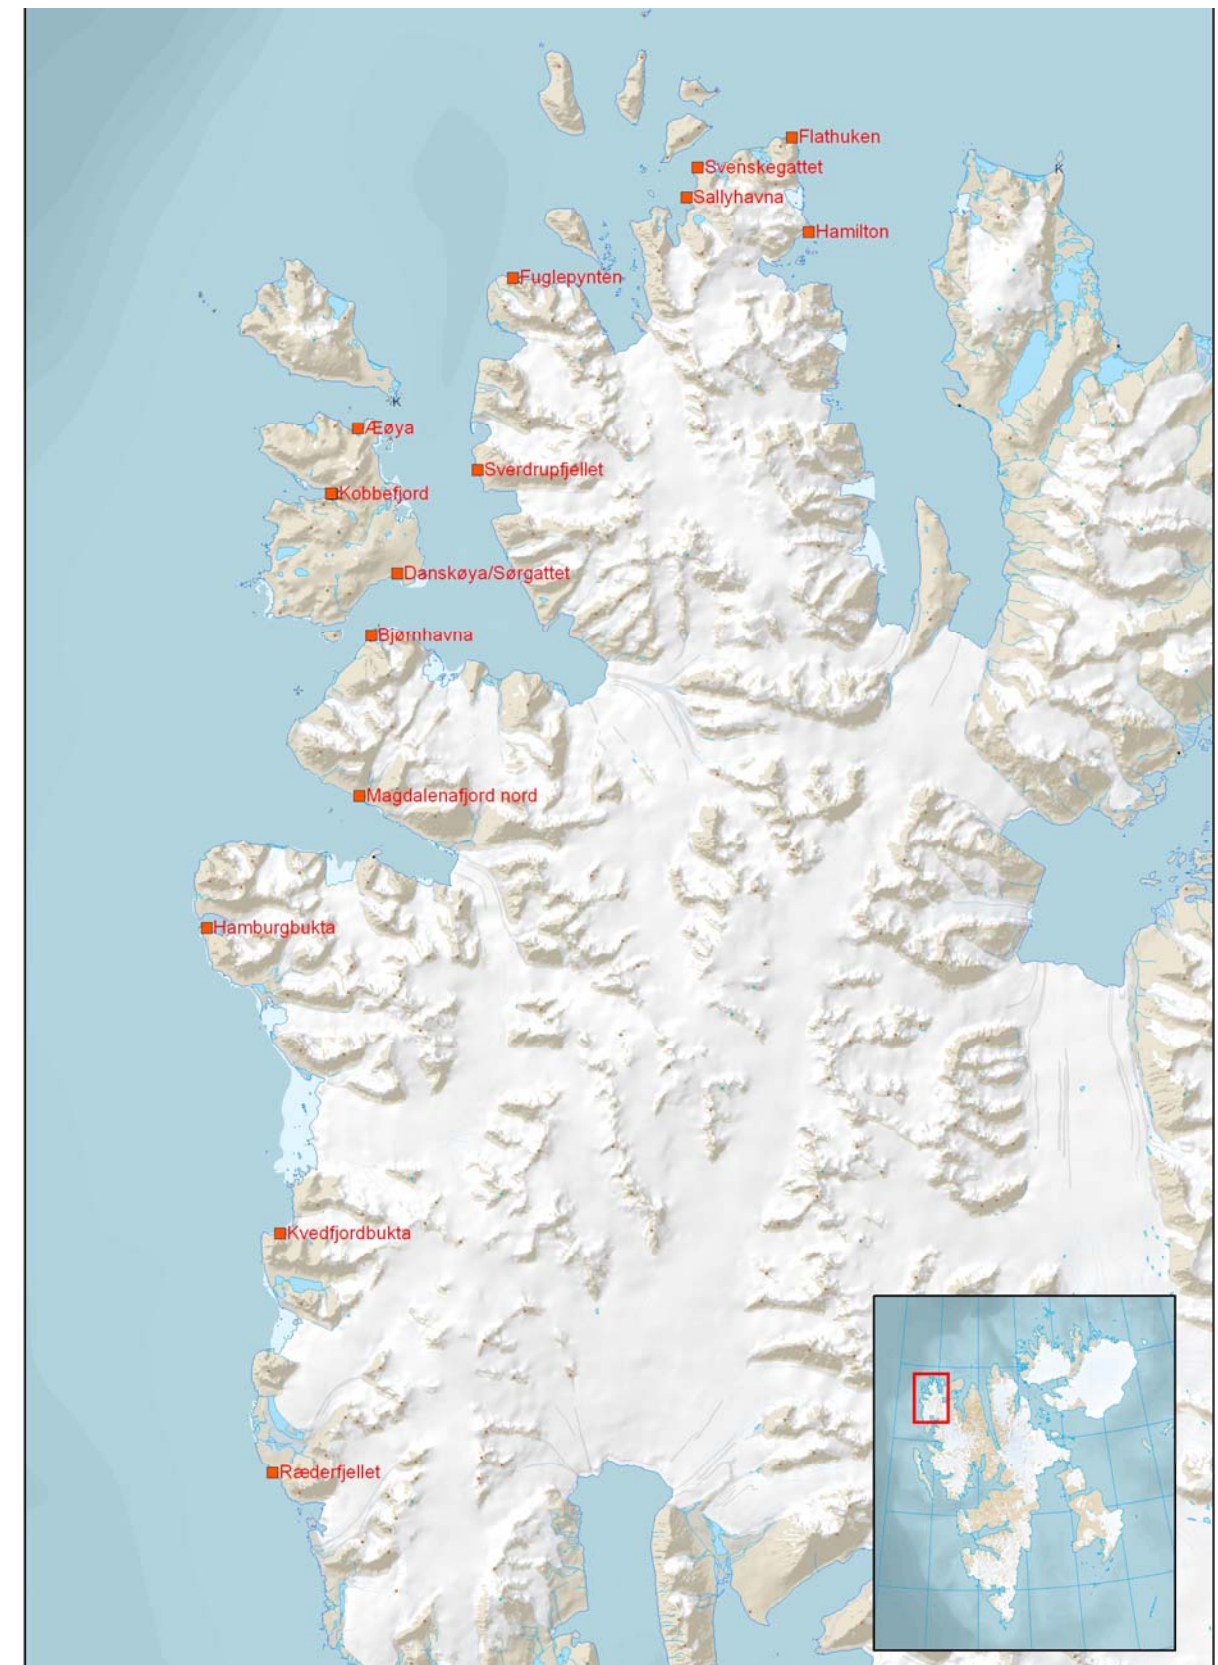 Flathuken
Svenskegattet
Sallyhavna
Hamilton
Fuglepynten
Æøya
Sverdrupfjellet
Kobbefjord
Danskøya/Sørgattet
Bjørnhavna
Magdalenafjord nord
Hamburgbukta
Kvedfjordbukta
Ræderfjellet